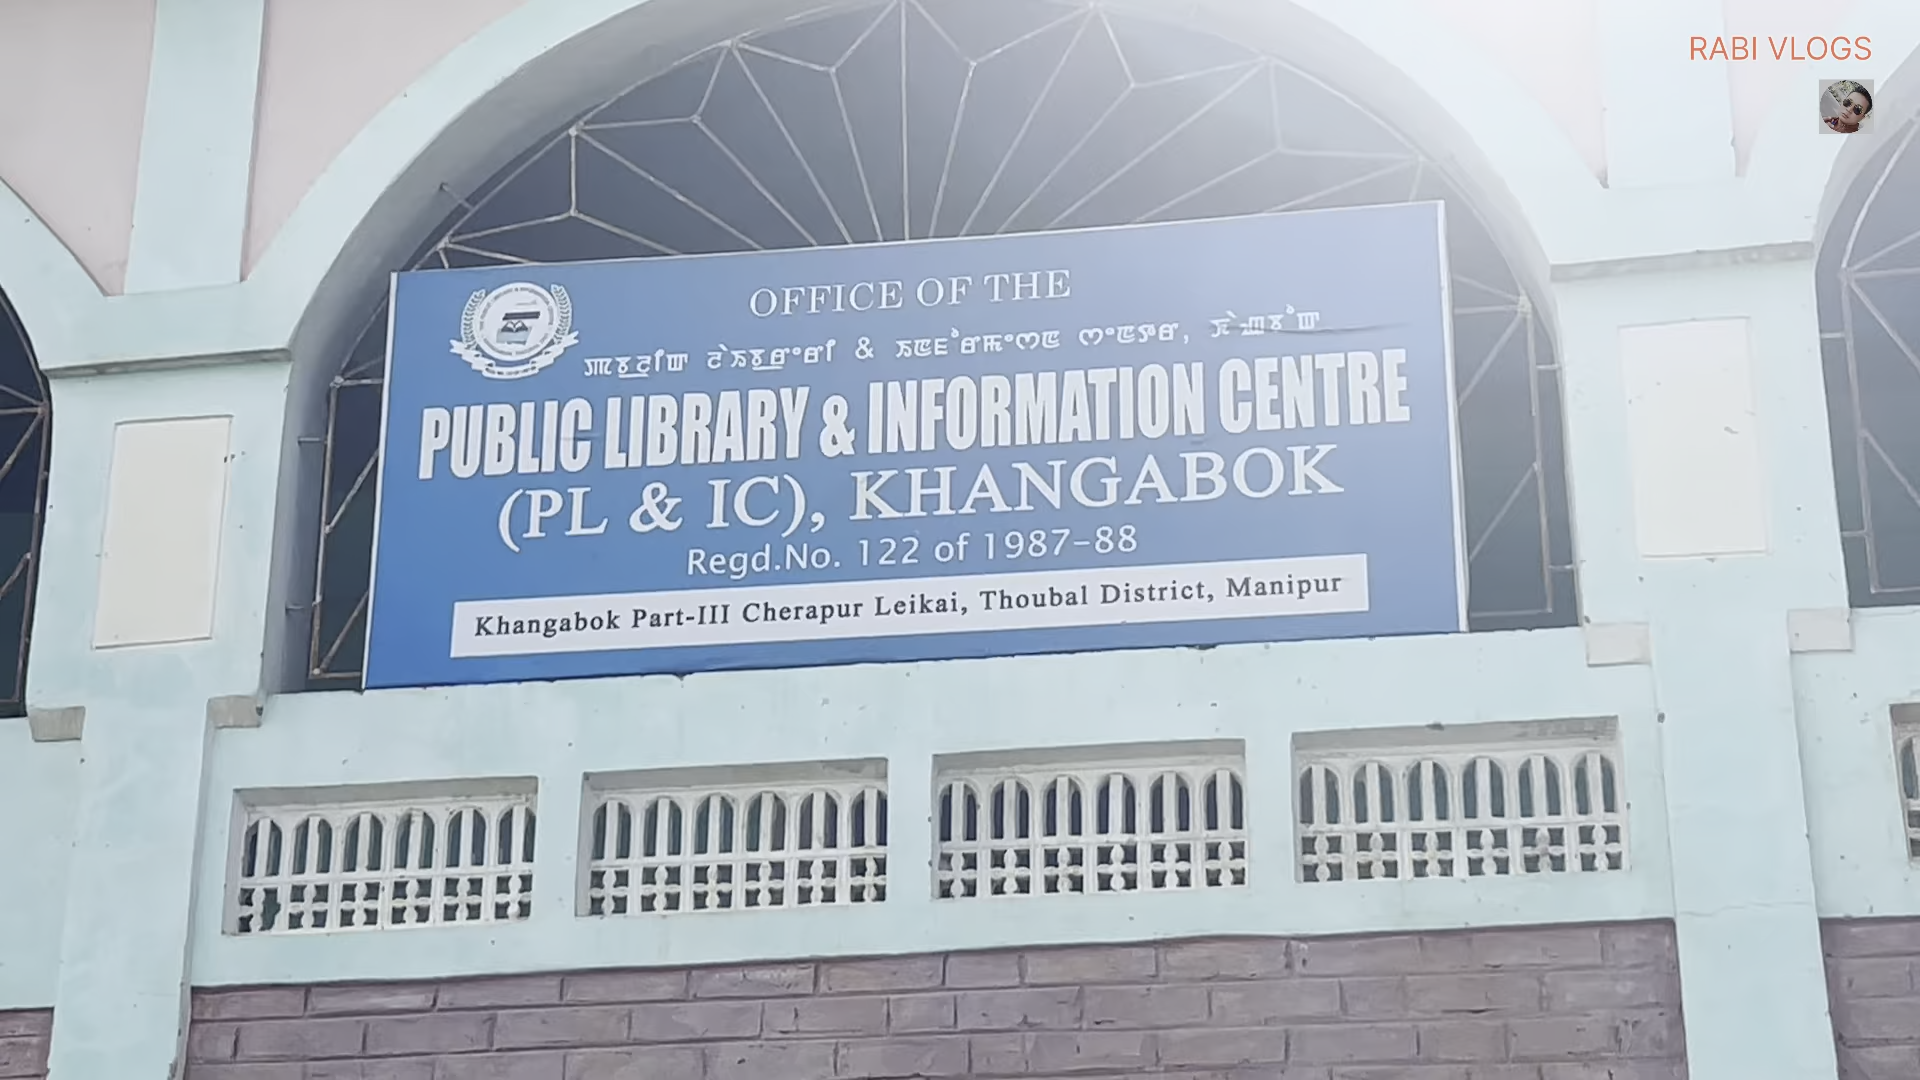 RABI VLOGS
OFFICE OF THE
&
PUBLIC LIBRARY & INFORMATION CENTRE
(PL & IC), KHANGABOK
Regd.No. 122 of 1987-88
Khangabok Part-III Cherapur Leikai, Thoubal District, Manipur